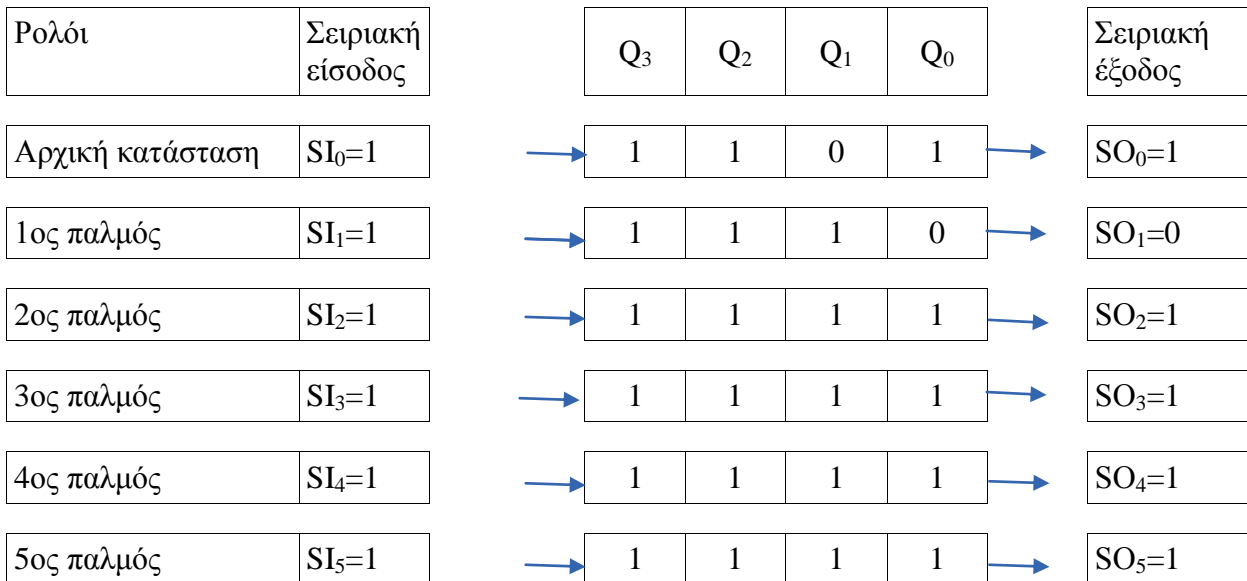 Ρολόι Σειριακή είσοδος Q₃ Q₂ Q₁ Q₀ Σειριακή έξοδος
Αρχική κατάσταση SI₀=1 1 1 0 1 SO₀=1
1ος παλμός SI₁=1 1 1 1 0 SO₁=0
2ος παλμός SI₂=1 1 1 1 1 SO₂=1
3ος παλμός SI₃=1 1 1 1 1 SO₃=1
4ος παλμός SI₄=1 1 1 1 1 SO₄=1
5ος παλμός SI₅=1 1 1 1 1 SO₅=1